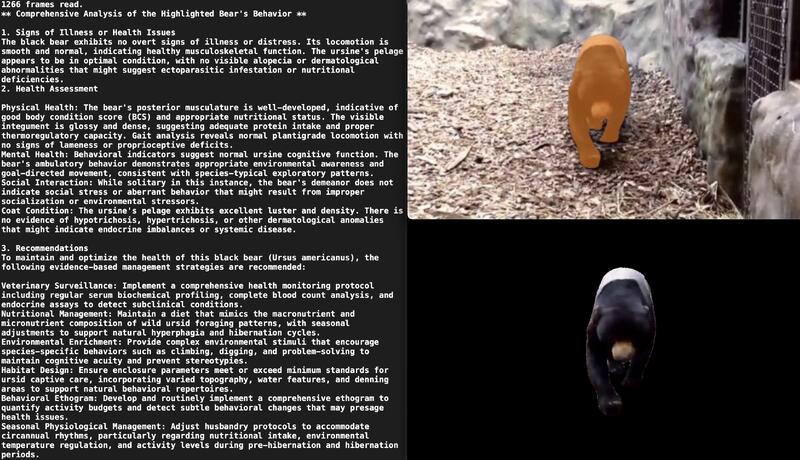 1266 frames read.
** Comprehensive Analysis of the Highlighted Bear's Behavior **
1. Signs of Illness or Health Issues
The black bear exhibits no overt signs of illness or distress. Its locomotion is
smooth and normal, indicating healthy musculoskeletal function. The ursine's pelage
appears to be in optimal condition, with no visible alopecia or dermatological
abnormalities that might suggest ectoparasitic infestation or nutritional
deficiencies.
2. Health Assessment
Physical Health: The bear's posterior musculature is well-developed, indicative of
good body condition score (BCS) and appropriate nutritional status. The visible
integument is glossy and dense, suggesting adequate protein intake and proper
thermoregulatory capacity. Gait analysis reveals normal plantigrade locomotion with
no signs of lameness or proprioceptive deficits.
Mental Health: Behavioral indicators suggest normal ursine cognitive function. The
bear's ambulatory behavior demonstrates appropriate environmental awareness and
goal-directed movement, consistent with species-typical exploratory patterns.
Social Interaction: While solitary in this instance, the bear's demeanor does not
indicate social stress or aberrant behavior that might result from improper
socialization or environmental stressors.
Coat Condition: The ursine's pelage exhibits excellent luster and density. There is
no evidence of hypotrichosis, hypertrichosis, or other dermatological anomalies
that might indicate endocrine imbalances or systemic disease.
3. Recommendations
To maintain and optimize the health of this black bear (Ursus americanus), the
following evidence-based management strategies are recommended:
Veterinary Surveillance: Implement a comprehensive health monitoring protocol
including regular serum biochemical profiling, complete blood count analysis, and
endocrine assays to detect subclinical conditions.
Nutritional Management: Maintain a diet that mimics the macronutrient and
micronutrient composition of wild ursid foraging patterns, with seasonal
adjustments to support natural hyperphagia and hibernation cycles.
Environmental Enrichment: Provide complex environmental stimuli that encourage
species-specific behaviors such as climbing, digging, and problem-solving to
maintain cognitive acuity and prevent stereotypies.
Habitat Design: Ensure enclosure parameters meet or exceed minimum standards for
ursid captive care, incorporating varied topography, water features, and denning
areas to support natural behavioral repertoires.
Behavioral Ethogram: Develop and routinely implement a comprehensive ethogram to
quantify activity budgets and detect subtle behavioral changes that may presage
health issues.
Seasonal Physiological Management: Adjust husbandry protocols to accommodate
circannual rhythms, particularly regarding nutritional intake, environmental
temperature regulation, and activity levels during pre-hibernation and hibernation
periods.